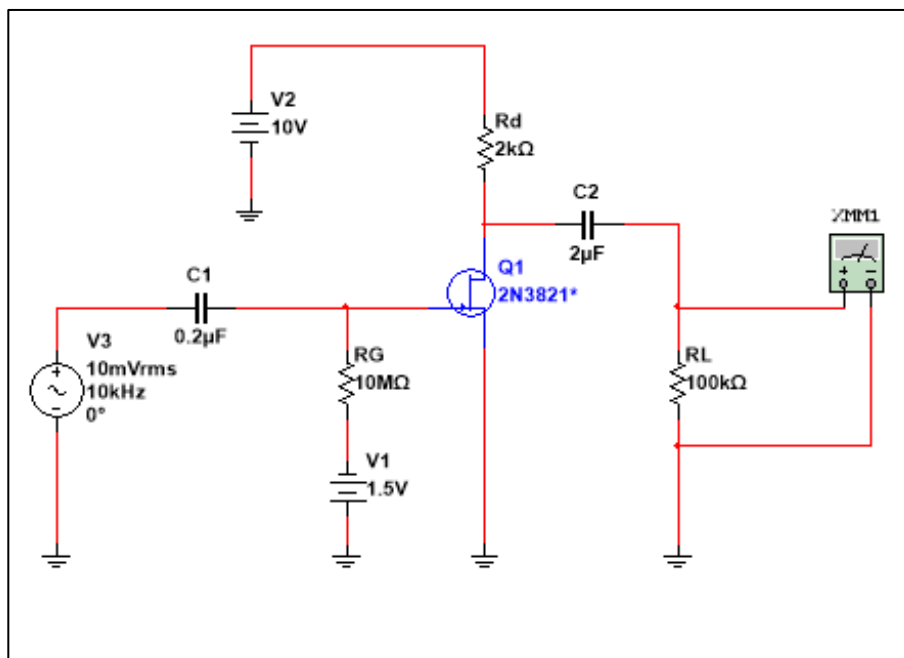 V2
10V
Rd
2kΩ
C2
2µF
XMM1
+ −
Q1
2N3821*
C1
0.2µF
V3
10mVrms
10kHz
0°
+
−
RG
10MΩ
RL
100kΩ
V1
1.5V